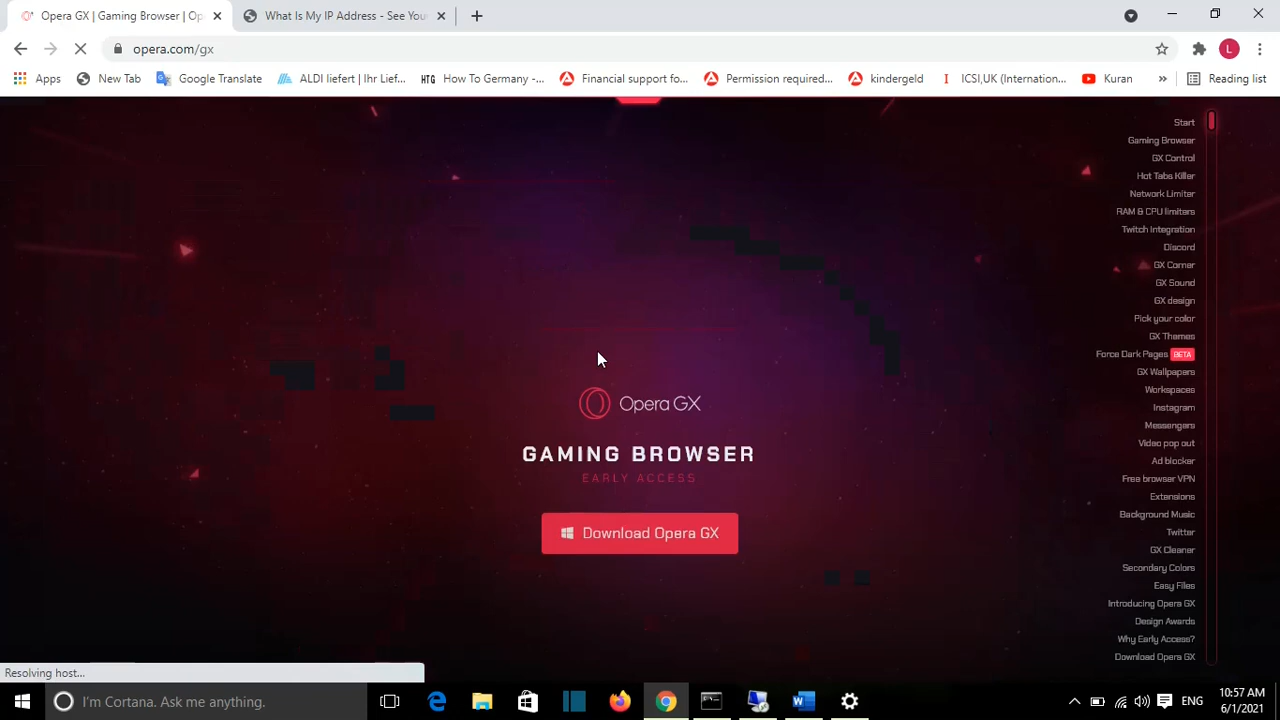 Opera GX | Gaming Browser | Op
What Is My IP Address - See Your
opera.com/gx
L
Apps
New Tab
Google Translate
ALDI liefert | Ihr Lief...
HTG How To Germany -...
Financial support fo...
Permission required...
kindergeld
ICSI,UK (Internation...
Kuran
»
Reading list
Start
Gaming Browser
GX Control
Hot Tabs Killer
Network Limiter
RAM & CPU limiters
Twitch Integration
Discord
GX Corner
GX Sound
GX design
Pick your color
GX Themes
Force Dark Pages BETA
GX Wallpapers
Workspaces
Instagram
Messengers
Video pop out
Ad blocker
Free browser VPN
Extensions
Background Music
Twitter
GX Cleaner
Secondary Colors
Easy Files
Introducing Opera GX
Design Awards
Why Early Access?
Download Opera GX
Opera GX
GAMING BROWSER
EARLY ACCESS
Download Opera GX
Resolving host...
I'm Cortana. Ask me anything.
ENG
10:57 AM
6/1/2021